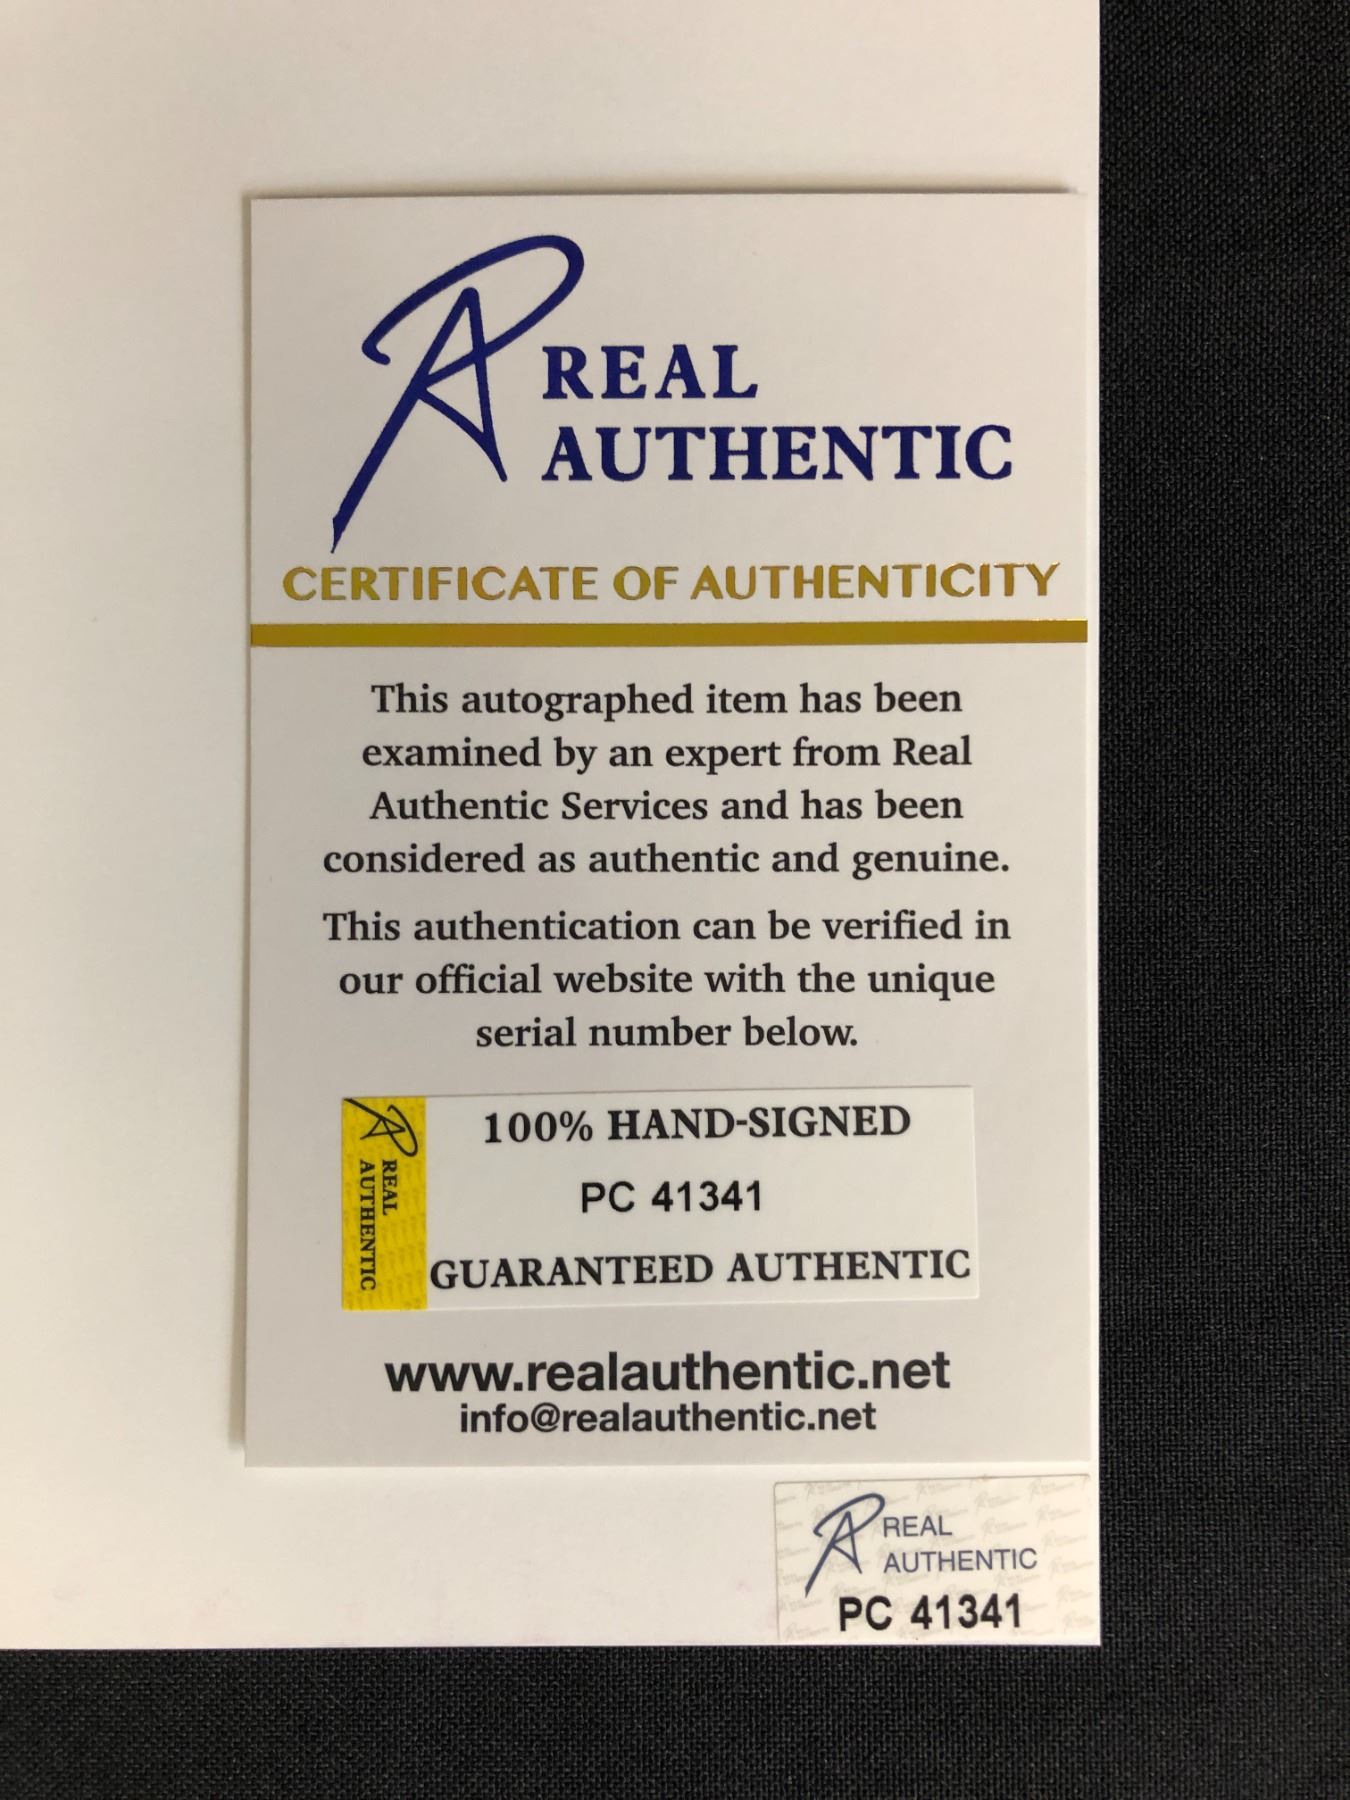 REAL
AUTHENTIC
CERTIFICATE OF AUTHENTICITY
This autographed item has been
examined by an expert from Real
Authentic Services and has been
considered as authentic and genuine.
This authentication can be verified in
our official website with the unique
serial number below.
REAL
AUTHENTIC
100% HAND-SIGNED
PC 41341
GUARANTEED AUTHENTIC
www.realauthentic.net
info@realauthentic.net
REAL
AUTHENTIC
PC 41341